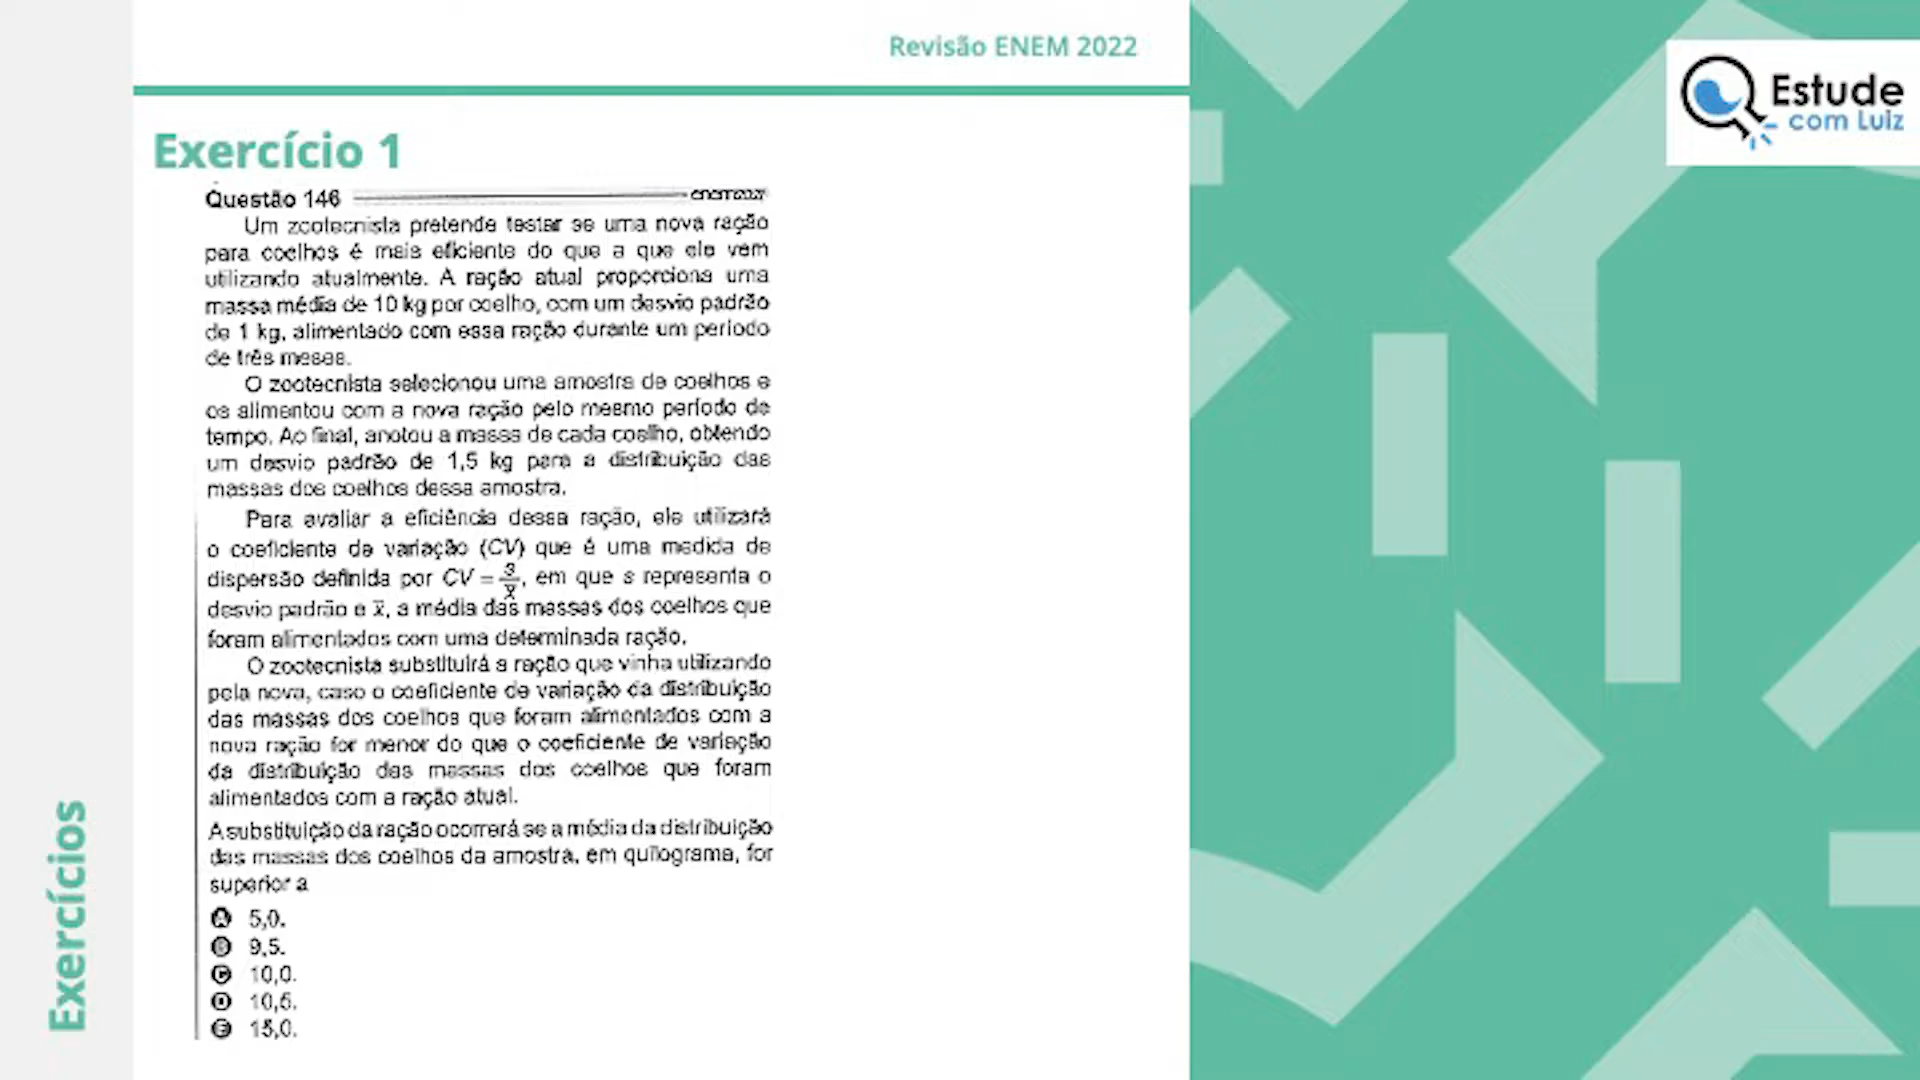 Revisão ENEM 2022
Estude
com Luiz
Exercício 1
Questão 146
Um zootecnista pretende testar se uma nova ração
para coelhos é mais eficiente do que a que ele vem
utilizando atualmente. A ração atual proporciona uma
massa média de 10 kg por coelho, com um desvio padrão
de 1 kg, alimentado com essa ração durante um período
de três meses.
O zootecnista selecionou uma amostra de coelhos e
os alimentou com a nova ração pelo mesmo período de
tempo. Ao final, anotou a massa de cada coelho, obtendo
um desvio padrão de 1,5 kg para a distribuição das
massas dos coelhos dessa amostra.
Para avaliar a eficiência dessa ração, ele utilizará
o coeficiente de variação (CV) que é uma medida de
dispersão definida por CV = s/x̄, em que s representa o
desvio padrão e x̄, a média das massas dos coelhos que
foram alimentados com uma determinada ração.
O zootecnista substituirá a ração que vinha utilizando
pela nova, caso o coeficiente de variação da distribuição
das massas dos coelhos que foram alimentados com a
nova ração for menor do que o coeficiente de variação
da distribuição das massas dos coelhos que foram
alimentados com a ração atual.
A substituição da ração ocorrerá se a média da distribuição
das massas dos coelhos da amostra, em quilograma, for
superior a
A 5,0.
B 9,5.
C 10,0.
D 10,5.
E 15,0.
Exercícios